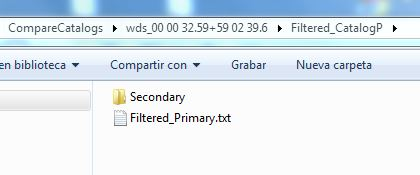 CompareCatalogs ▸ wds_00 00 32.59+59 02 39.6 ▸ Filtered_CatalogP ▸
en biblioteca ▾ Compartir con ▾ Grabar Nueva carpeta
Secondary
Filtered_Primary.txt